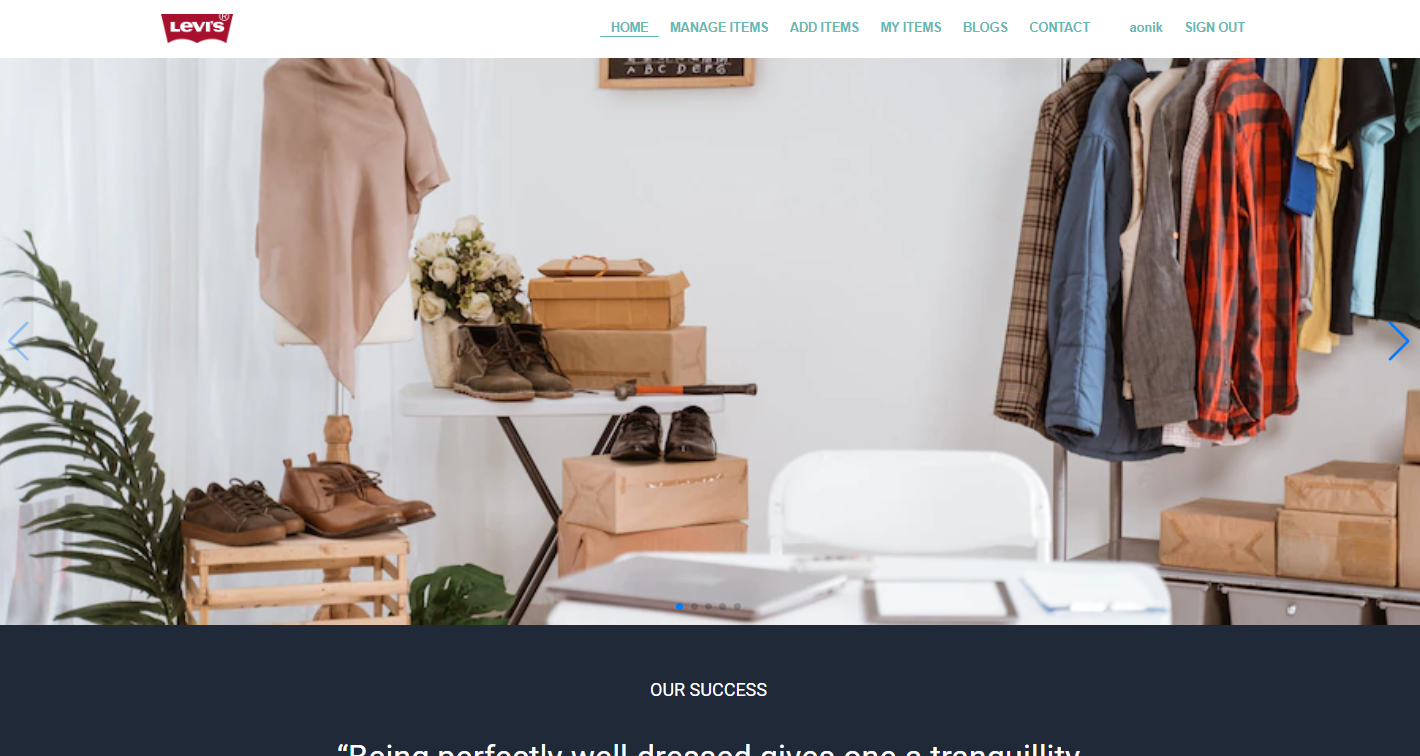 LEVI'S®
HOME MANAGE ITEMS ADD ITEMS MY ITEMS BLOGS CONTACT aonik SIGN OUT
A B C D E F G
OUR SUCCESS
“Being perfectly well-dressed gives one a tranquillity